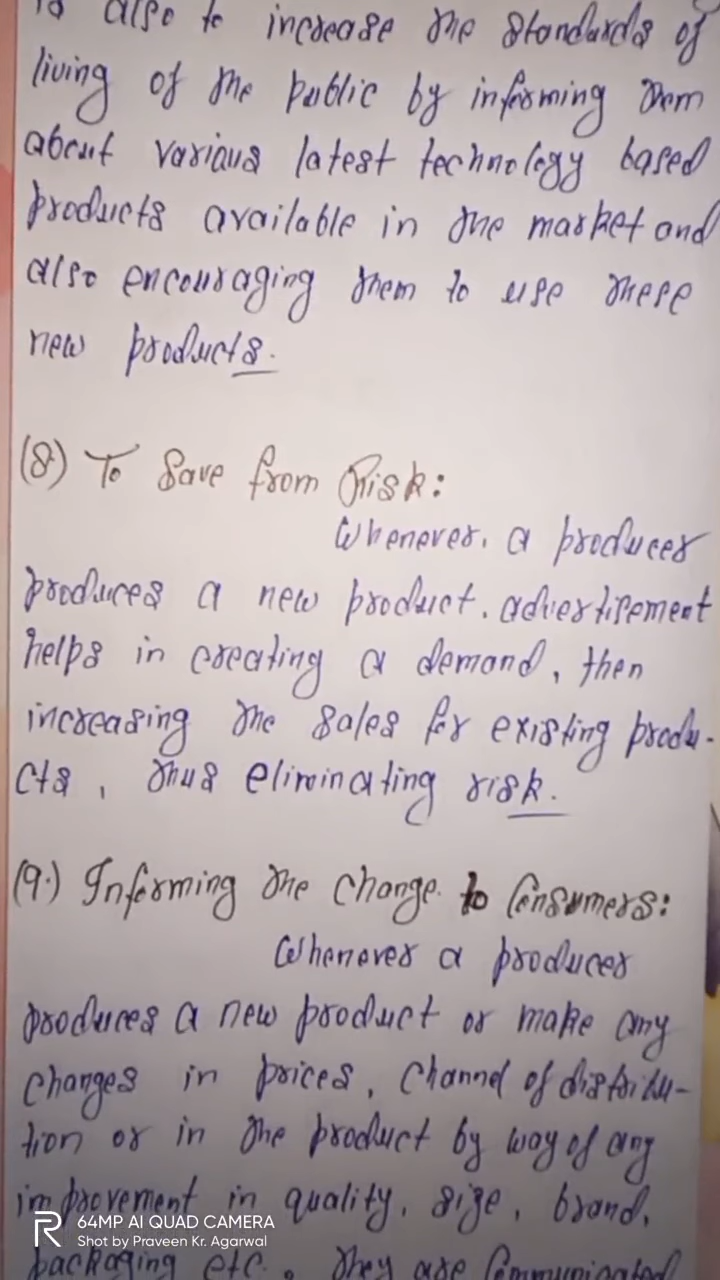 is also to increase the standards of
living of the public by informing them
about various latest technology based
products available in the market and
also encouraging them to use these
new products.
(8) To Save from Risk:
Whenever, a producer
produces a new product. advertisement
helps in creating a demand, then
increasing the sales for existing produ-
cts, thus eliminating risk.
(9.) Informing the change to Consumers:
Whenever a producer
produces a new product or make any
changes in prices, channel of distribu-
tion or in the product by way of any
improvement in quality, size, brand,
packaging etc. They are Communicated
R
64MP AI QUAD CAMERA
Shot by Praveen Kr. Agarwal